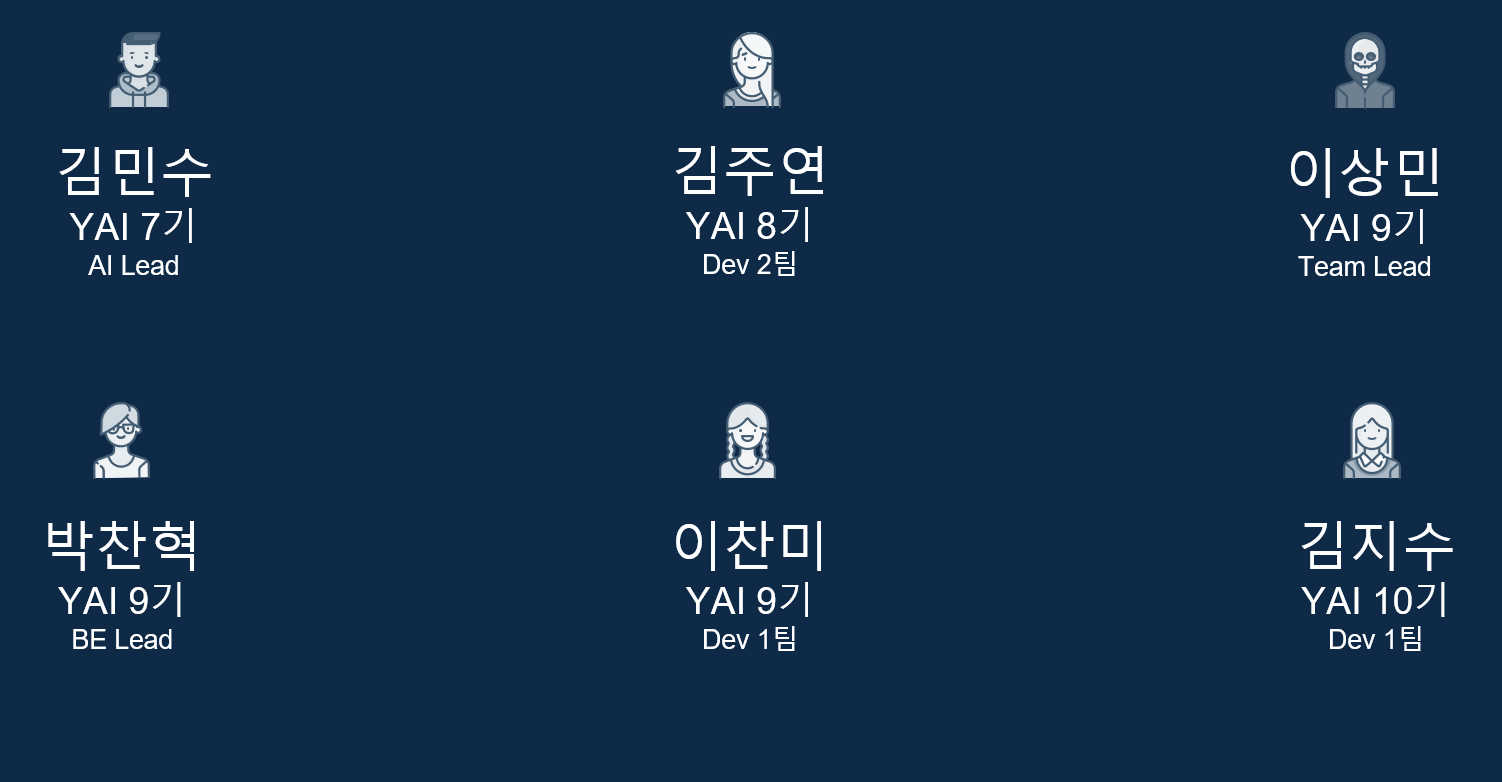 김민수
YAI 7기
AI Lead
김주연
YAI 8기
Dev 2팀
이상민
YAI 9기
Team Lead
박찬혁
YAI 9기
BE Lead
이찬미
YAI 9기
Dev 1팀
김지수
YAI 10기
Dev 1팀